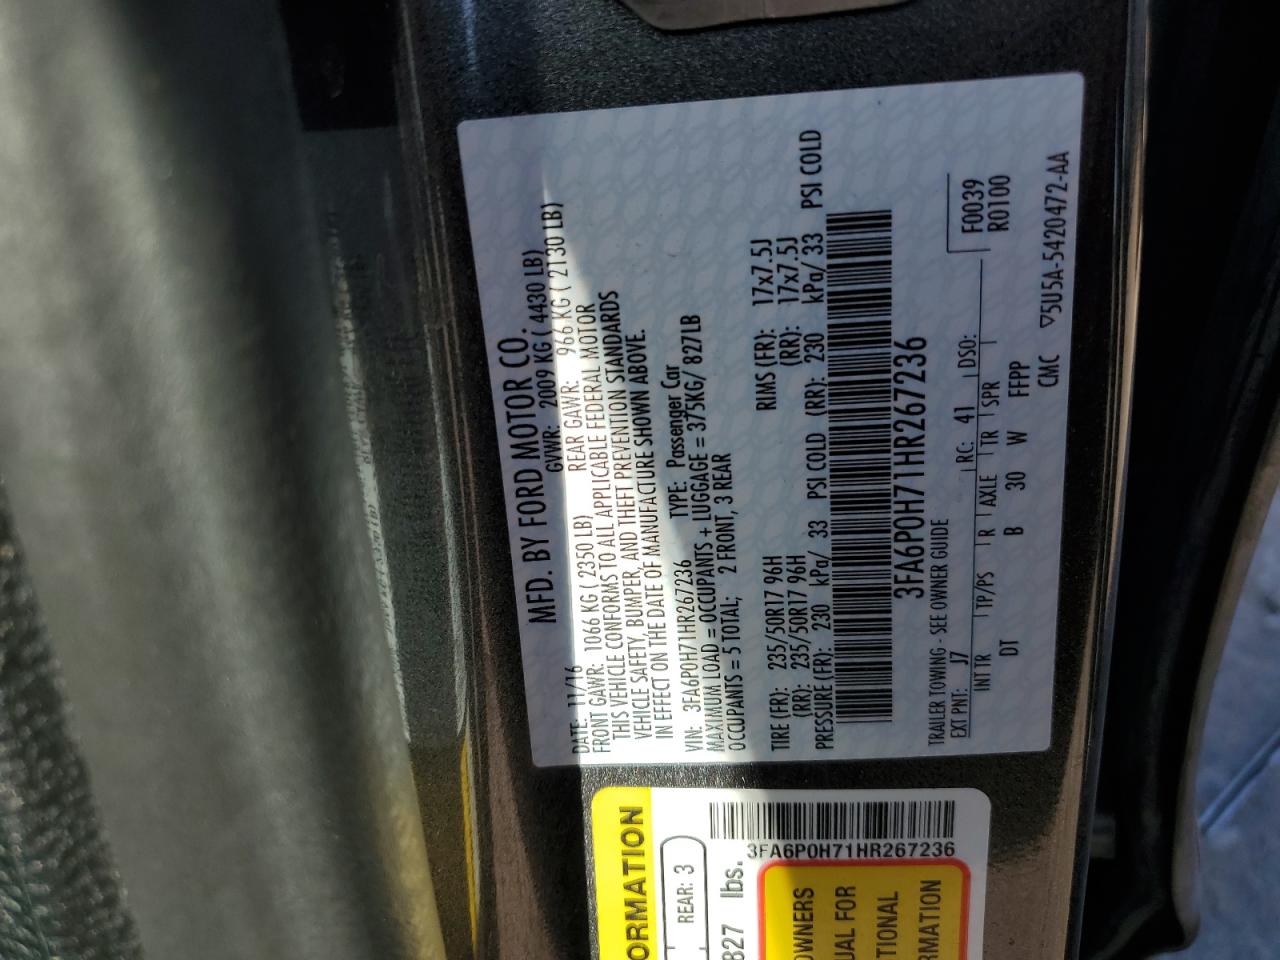 MFD. BY FORD MOTOR CO.
DATE: 11/16 GVWR: 2009 KG ( 4430 LB)
FRONT GAWR: 1066 KG ( 2350 LB) REAR GAWR: 966 KG ( 2130 LB)
THIS VEHICLE CONFORMS TO ALL APPLICABLE FEDERAL MOTOR
VEHICLE SAFETY, BUMPER, AND THEFT PREVENTION STANDARDS
IN EFFECT ON THE DATE OF MANUFACTURE SHOWN ABOVE.
VIN: 3FA6P0H71HR267236 TYPE: Passenger Car
MAXIMUM LOAD = OCCUPANTS + LUGGAGE = 375KG/ 827LB
OCCUPANTS = 5 TOTAL; 2 FRONT, 3 REAR
TIRE (FR): 235/50R17 96H RIMS (FR): 17x7.5J
(RR): 235/50R17 96H (RR): 17x7.5J
PRESSURE (FR): 230 kPa/ 33 PSI COLD (RR): 230 kPa/ 33 PSI COLD
3FA6P0H71HR267236
TRAILER TOWING - SEE OWNER GUIDE
F0039
R0100
EXT PNT: J7 RC: 41 DSO:
INT TR TP/PS R AXLE TR SPR
DT B 30 W FFPP
CMC
▽5U5A-5420472-AA
ORMATION
REAR: 3
827 lbs.
3FA6P0H71HR267236
OWNERS
UAL FOR
TIONAL
RMATION